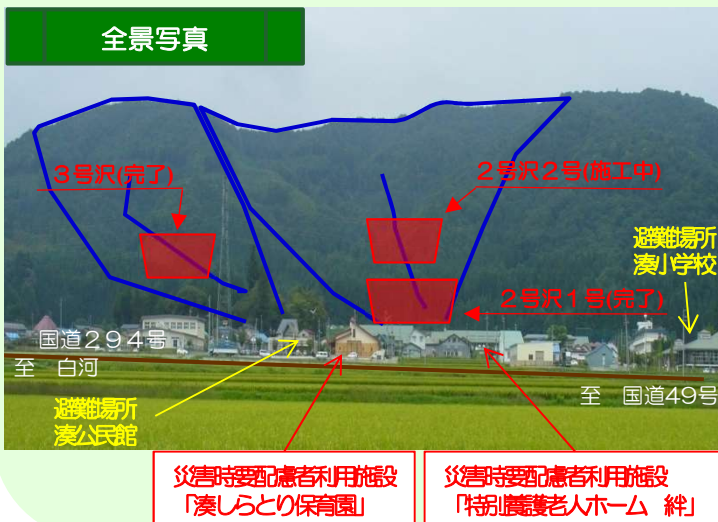 全景写真
3号沢(完了)
2号沢2号(施工中)
避難場所
湊小学校
2号沢1号(完了)
国道294号
至 白河
至 国道49号
避難場所
湊公民館
災害時要配慮者利用施設
「湊しらとり保育園」
災害時要配慮者利用施設
「特別養護老人ホーム 絆」